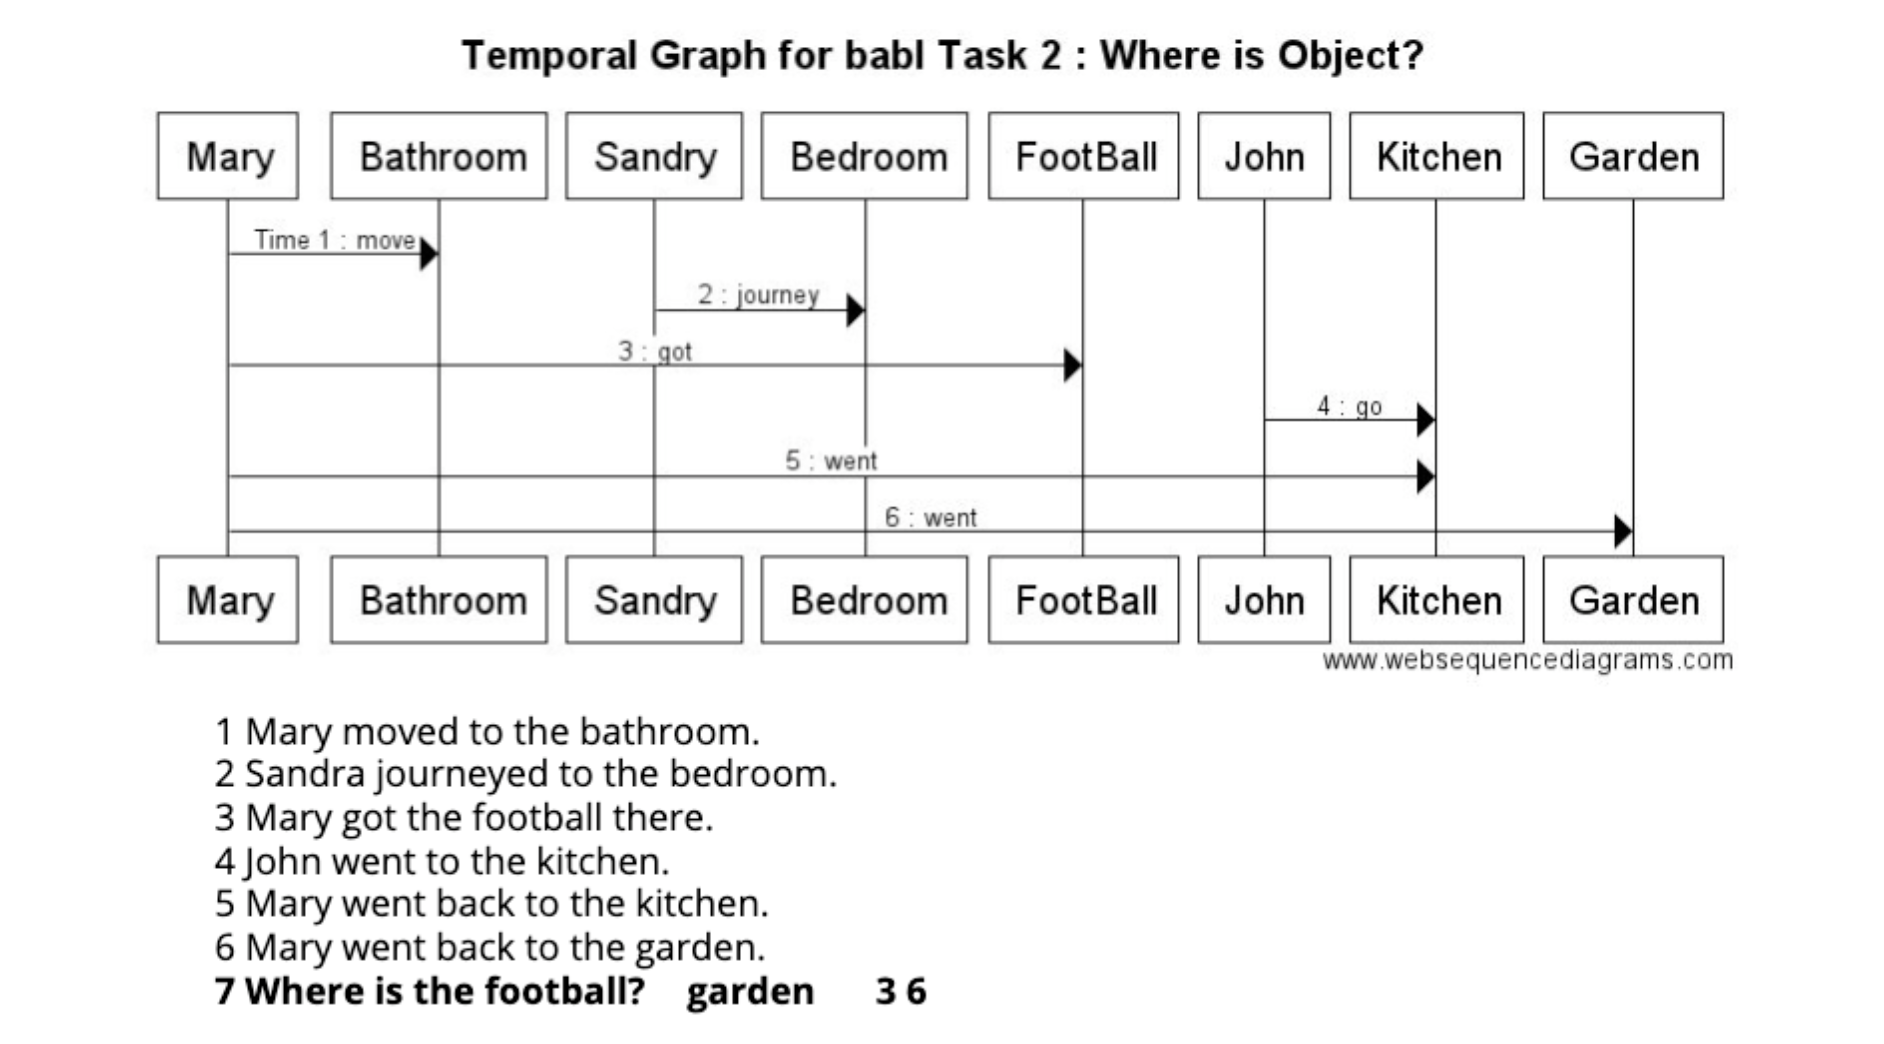 Temporal Graph for babI Task 2 : Where is Object?
Mary Bathroom Sandry Bedroom FootBall John Kitchen Garden
Time 1 : move
2 : journey
3 : got
4 : go
5 : went
6 : went
Mary Bathroom Sandry Bedroom FootBall John Kitchen Garden
www.websequencediagrams.com
1 Mary moved to the bathroom.
2 Sandra journeyed to the bedroom.
3 Mary got the football there.
4 John went to the kitchen.
5 Mary went back to the kitchen.
6 Mary went back to the garden.
7 Where is the football? garden 3 6